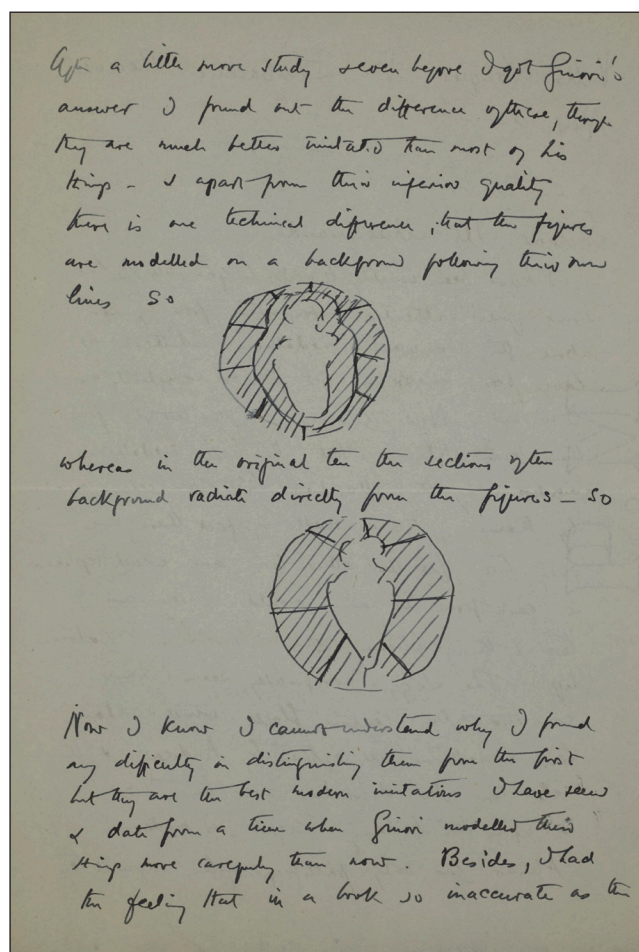 After a little more study & even before I got Ginori's
answer I found out the difference of these, though
they are much better imitated than most of his
things - & apart from their inferior quality
there is one technical difference, that the figures
are modelled on a background following their own
lines so
whereas in the original ten the sections of the
background radiate directly from the figures - so
Now I know I cannot understand why I found
any difficulty in distinguishing them from the first
but they are the best modern imitations I have seen
& date from a time when Ginori modelled their
things more carefully than now. Besides, I had
the feeling that in a book so inaccurate as the